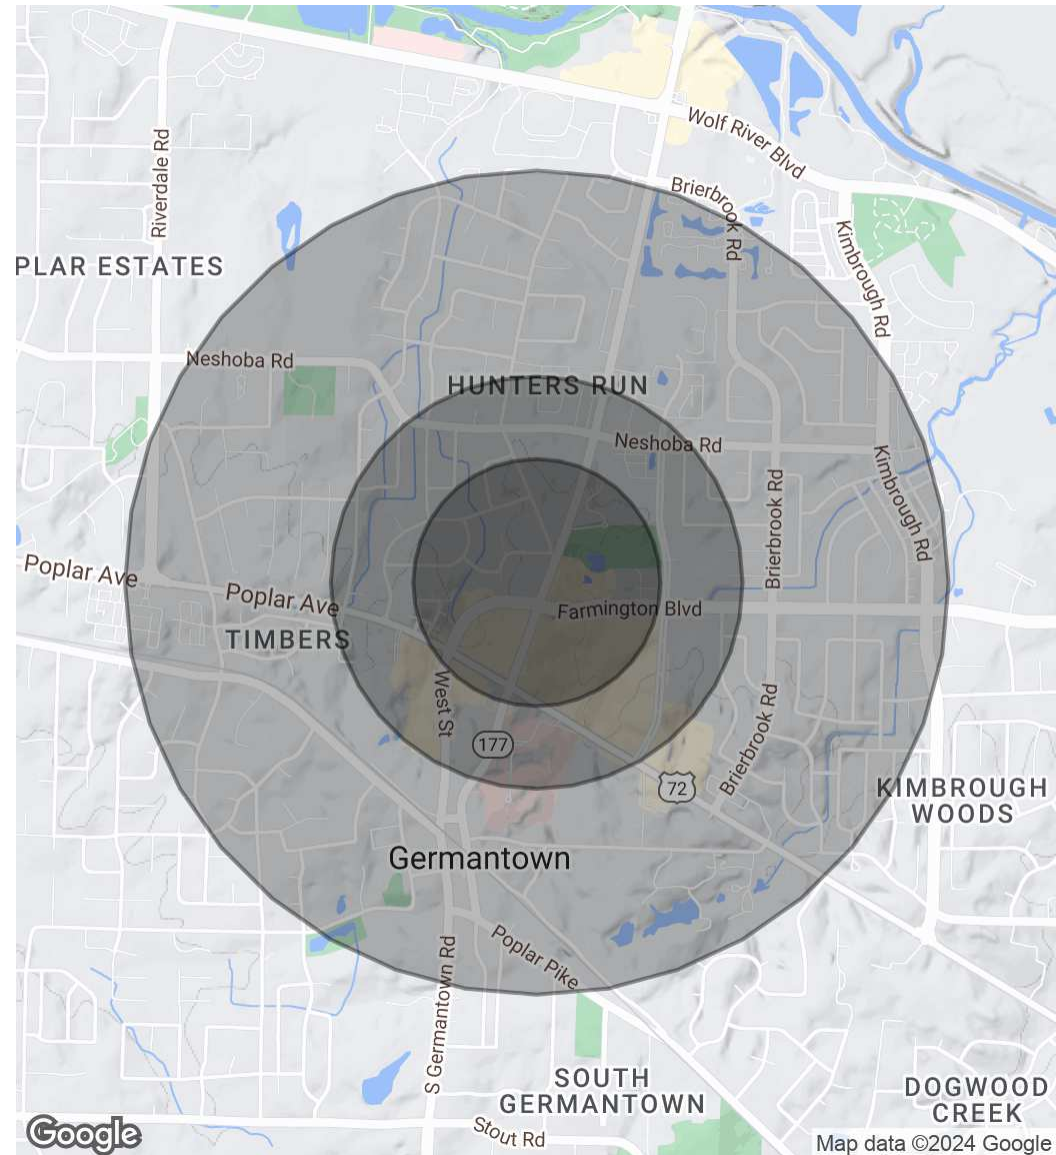 Wolf River Blvd
Riverdale Rd
Brierbrook Rd
Kimbrough Rd
PLAR ESTATES
Neshoba Rd
HUNTERS RUN
Neshoba Rd
Kimbrough Rd
Brierbrook Rd
Poplar Ave
Poplar Ave
Farmington Blvd
TIMBERS
West St
Brierbrook Rd
177
72
KIMBROUGH
WOODS
Germantown
Poplar Pike
S Germantown Rd
SOUTH
GERMANTOWN
DOGWOOD
CREEK
Stout Rd
Google
Map data ©2024 Google